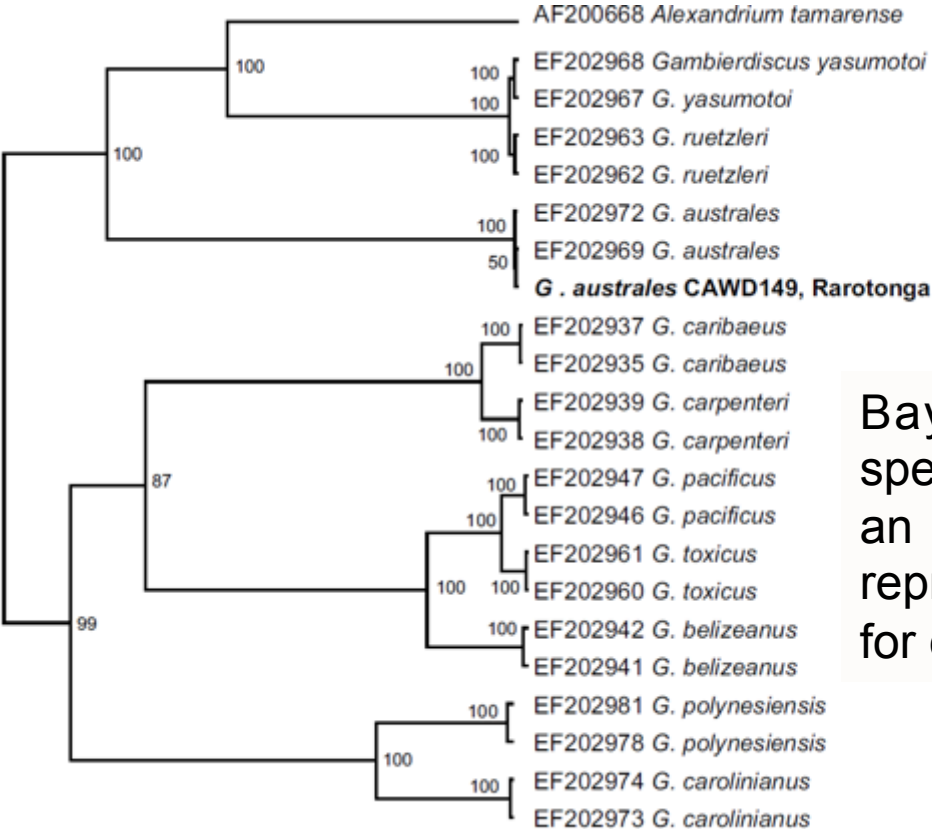 AF200668 Alexandrium tamarense
EF202968 Gambierdiscus yasumotoi
100
EF202967 G. yasumotoi
100
100
EF202963 G. ruetzleri
100
EF202962 G. ruetzleri
100
EF202972 G. australes
100
EF202969 G. australes
50
G . australes CAWD149, Rarotonga
EF202937 G. caribaeus
100
EF202935 G. caribaeus
100
EF202939 G. carpenteri
100
EF202938 G. carpenteri
87
EF202947 G. pacificus
100
EF202946 G. pacificus
100
EF202961 G. toxicus
100
EF202960 G. toxicus
100
EF202942 G. belizeanus
100
EF202941 G. belizeanus
99
EF202981 G. polynesiensis
100
EF202978 G. polynesiensis
100
EF202974 G. carolinianus
100
EF202973 G. carolinianus
Bay
spe
an
repr
for